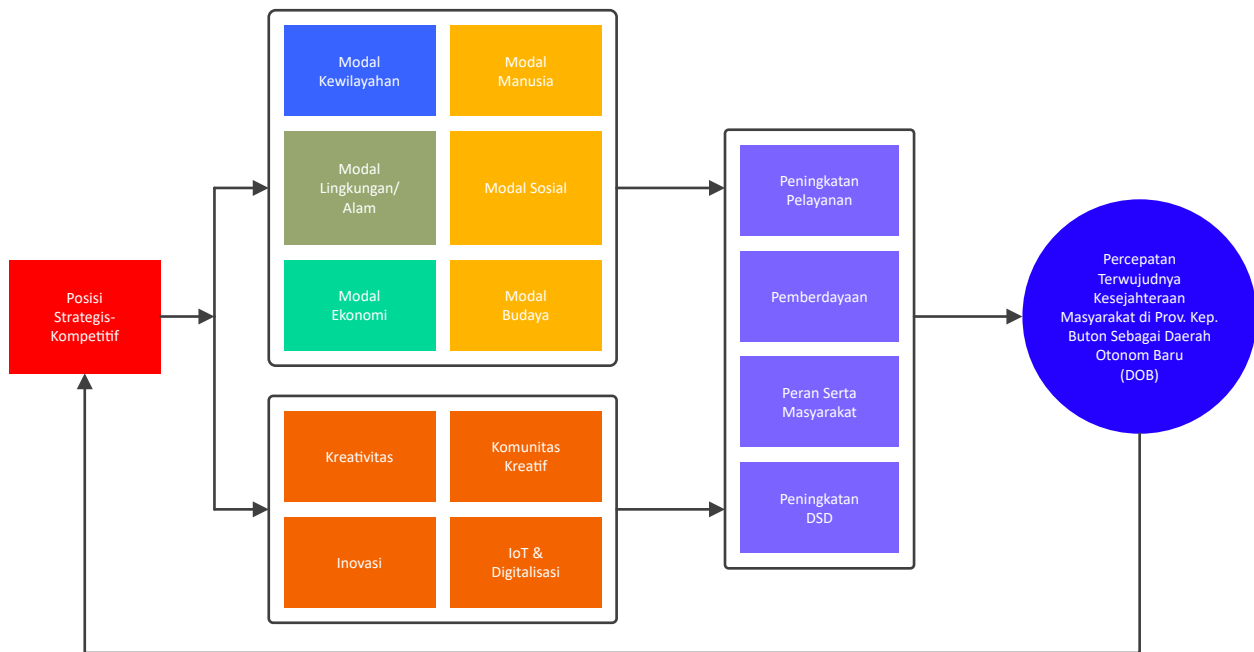 Posisi
Strategis-
Kompetitif
Modal
Kewilayahan
Modal
Manusia
Modal
Lingkungan/
Alam
Modal Sosial
Modal
Ekonomi
Modal
Budaya
Kreativitas
Komunitas
Kreatif
Inovasi
IoT &
Digitalisasi
Peningkatan
Pelayanan
Pemberdayaan
Peran Serta
Masyarakat
Peningkatan
DSD
Percepatan
Terwujudnya
Kesejahteraan
Masyarakat di Prov. Kep.
Buton Sebagai Daerah
Otonom Baru
(DOB)